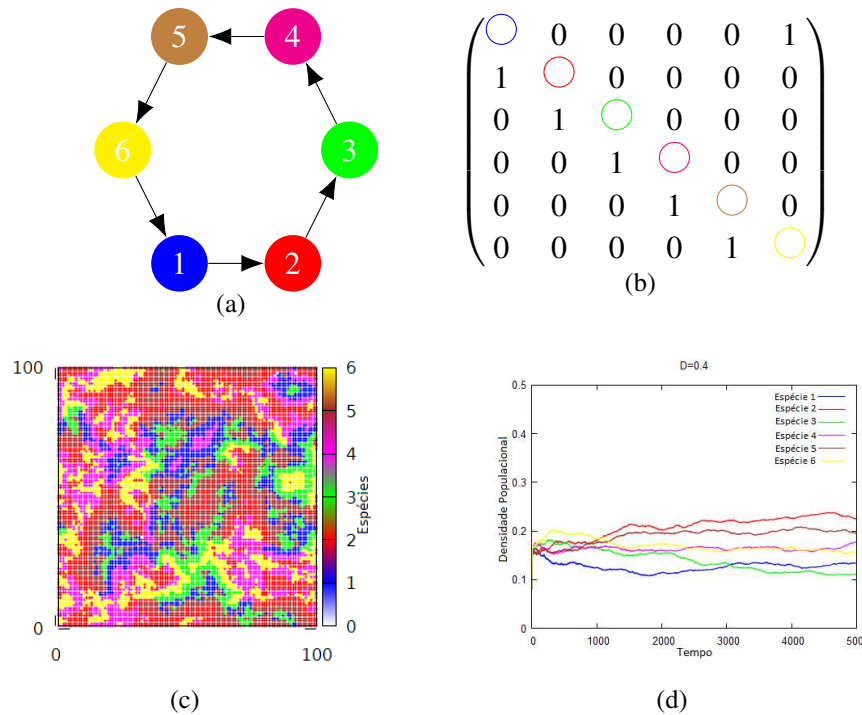 5
4
6
3
1
2
(a)
0 0 0 0 1
1 0 0 0 0
0 1 0 0 0
0 0 1 0 0
0 0 0 1 0
0 0 0 0 1
(b)
100
0
0
100
6
5
4
3
2
1
0
Espécies
(c)
D=0.4
0.5
0.4
0.3
0.2
0.1
0
Densidade Populacional
Espécie 1
Espécie 2
Espécie 3
Espécie 4
Espécie 5
Espécie 6
0 1000 2000 3000 4000 500
Tempo
(d)